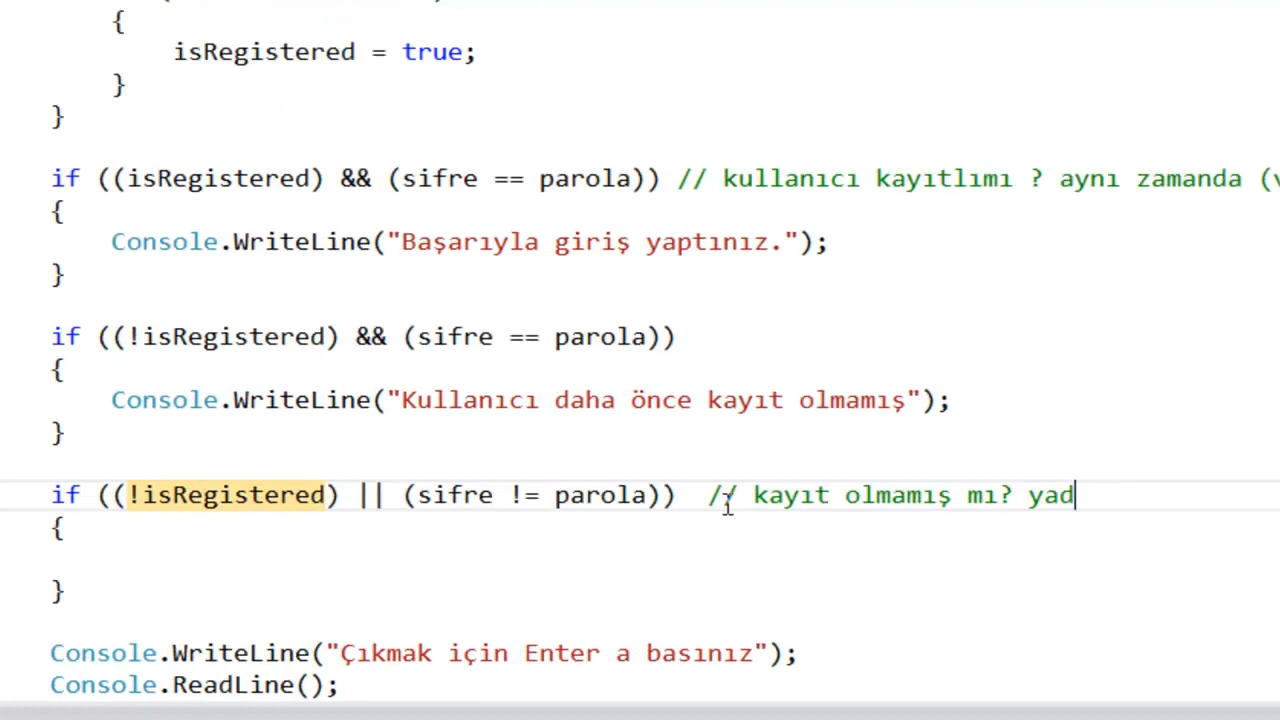 {
isRegistered = true;
}
}
if ((isRegistered) && (sifre == parola)) // kullanıcı kayıtlımı ? aynı zamanda (
{
Console.WriteLine("Başarıyla giriş yaptınız.");
}
if ((!isRegistered) && (sifre == parola))
{
Console.WriteLine("Kullanıcı daha önce kayıt olmamış");
}
if ((!isRegistered) || (sifre != parola))  // kayıt olmamış mı? yad
{
}
Console.WriteLine("Çıkmak için Enter a basınız");
Console.ReadLine();